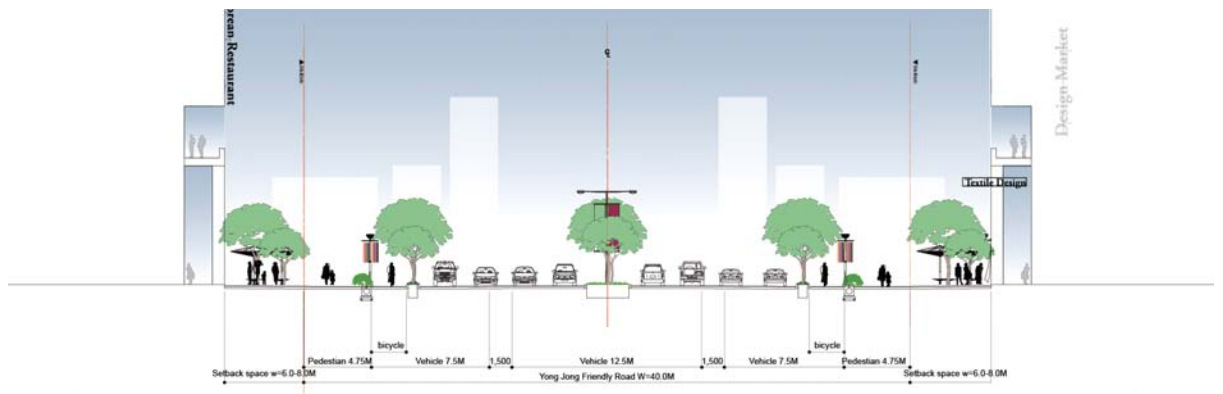 orean Restaurant
Design Market
Textile Design
bicycle
bicycle
Pedestian 4.75M
Vehicle 7.5M
1,500
Vehicle 12.5M
1,500
Vehicle 7.5M
Pedestrian 4.75M
Setback space w=6.0-8.0M
Yong Jong Friendly Road W=40.0M
Setback space w=6.0-8.0M